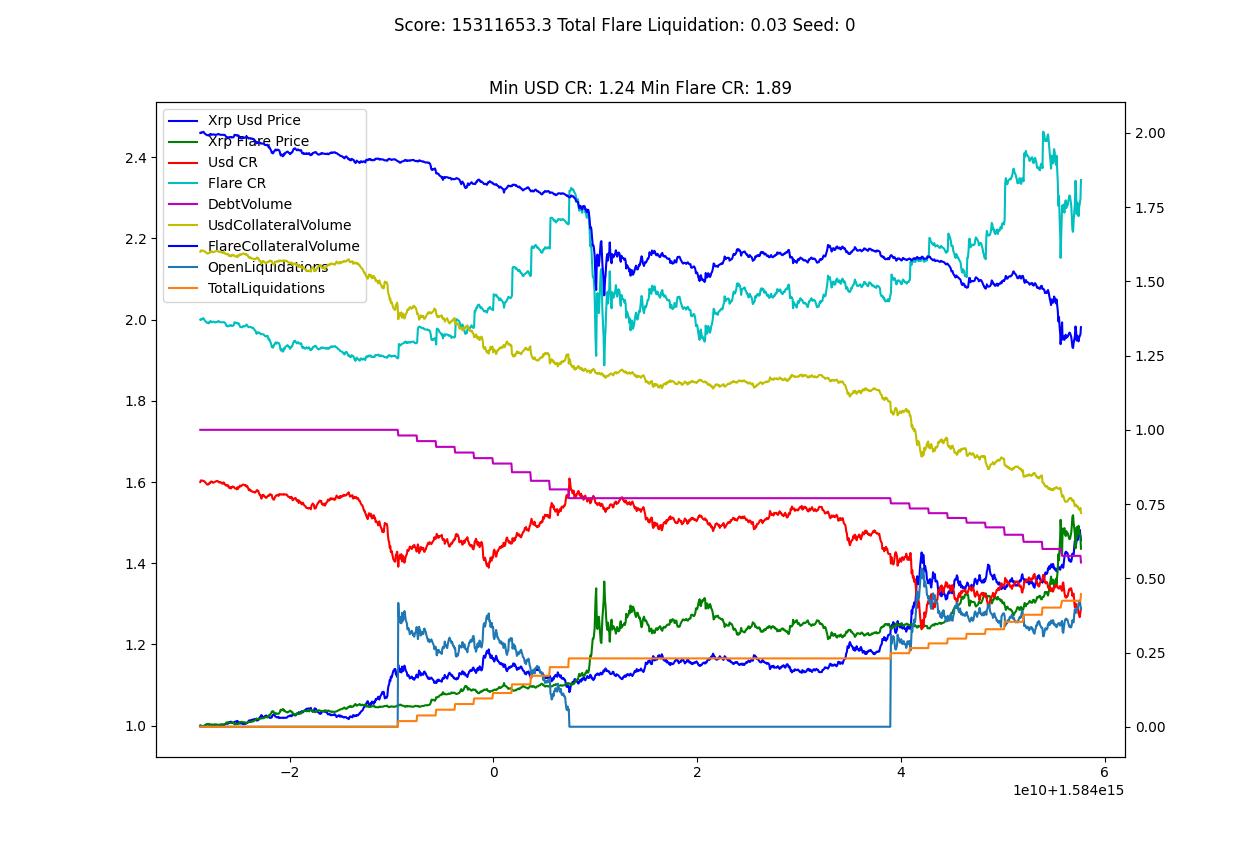 Score: 15311653.3 Total Flare Liquidation: 0.03 Seed: 0
Min USD CR: 1.24 Min Flare CR: 1.89
Xrp Usd Price
Xrp Flare Price
Usd CR
Flare CR
DebtVolume
UsdCollateralVolume
FlareCollateralVolume
OpenLiquidations
TotalLiquidations
2.4
2.2
2.0
1.8
1.6
1.4
1.2
1.0
2.00
1.75
1.50
1.25
1.00
0.75
0.50
0.25
0.00
−2 0 2 4 6
1e10+1.584e15